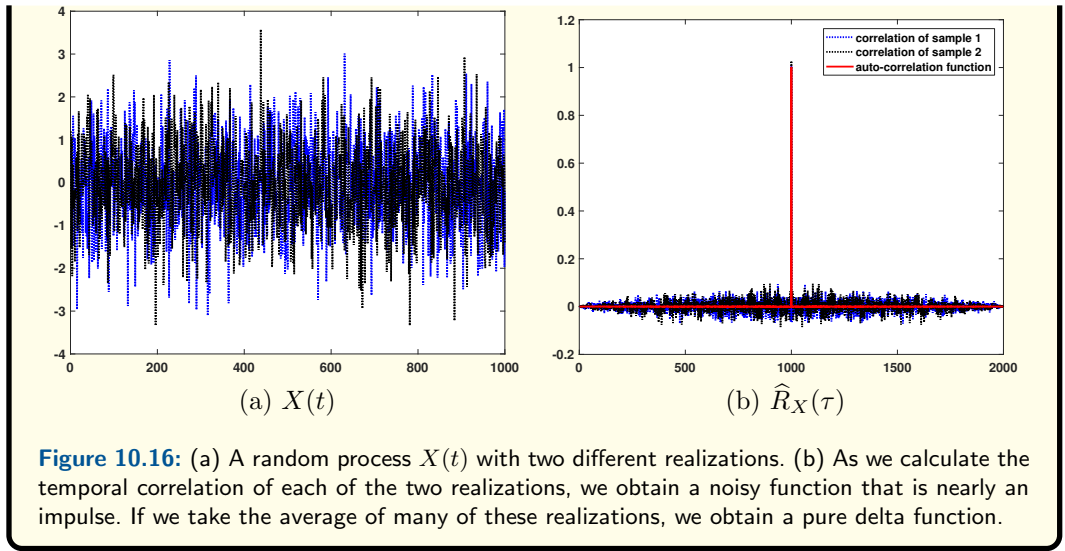 4
3
2
1
0
-1
-2
-3
-4
0 200 400 600 800 1000
(a) X(t)
1.2
1
0.8
0.6
0.4
0.2
0
-0.2
0 500 1000 1500 2000
correlation of sample 1
correlation of sample 2
auto-correlation function
(b) R̂_X(τ)
Figure 10.16: (a) A random process X(t) with two different realizations. (b) As we calculate the
temporal correlation of each of the two realizations, we obtain a noisy function that is nearly an
impulse. If we take the average of many of these realizations, we obtain a pure delta function.